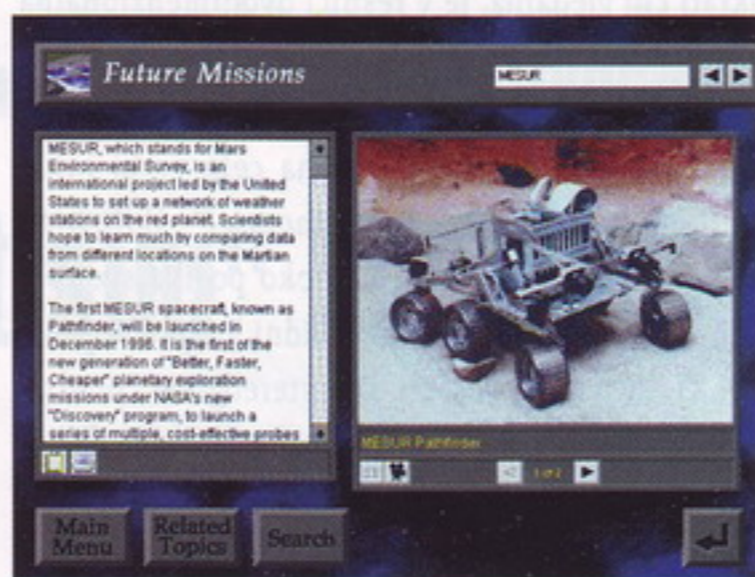 Future Missions
MESUR
MESUR, which stands for Mars
Environmental Survey, is an
international project led by the United
States to set up a network of weather
stations on the red planet. Scientists
hope to learn much by comparing data
from different locations on the Martian
surface.
The first MESUR spacecraft, known as
Pathfinder, will be launched in
December 1996. It is the first of the
new generation of "Better, Faster,
Cheaper" planetary exploration
missions under NASA's new
"Discovery" program, to launch a
series of multiple, cost-effective probes
MESUR Pathfinder
1 of 2
Main
Menu
Related
Topics
Search